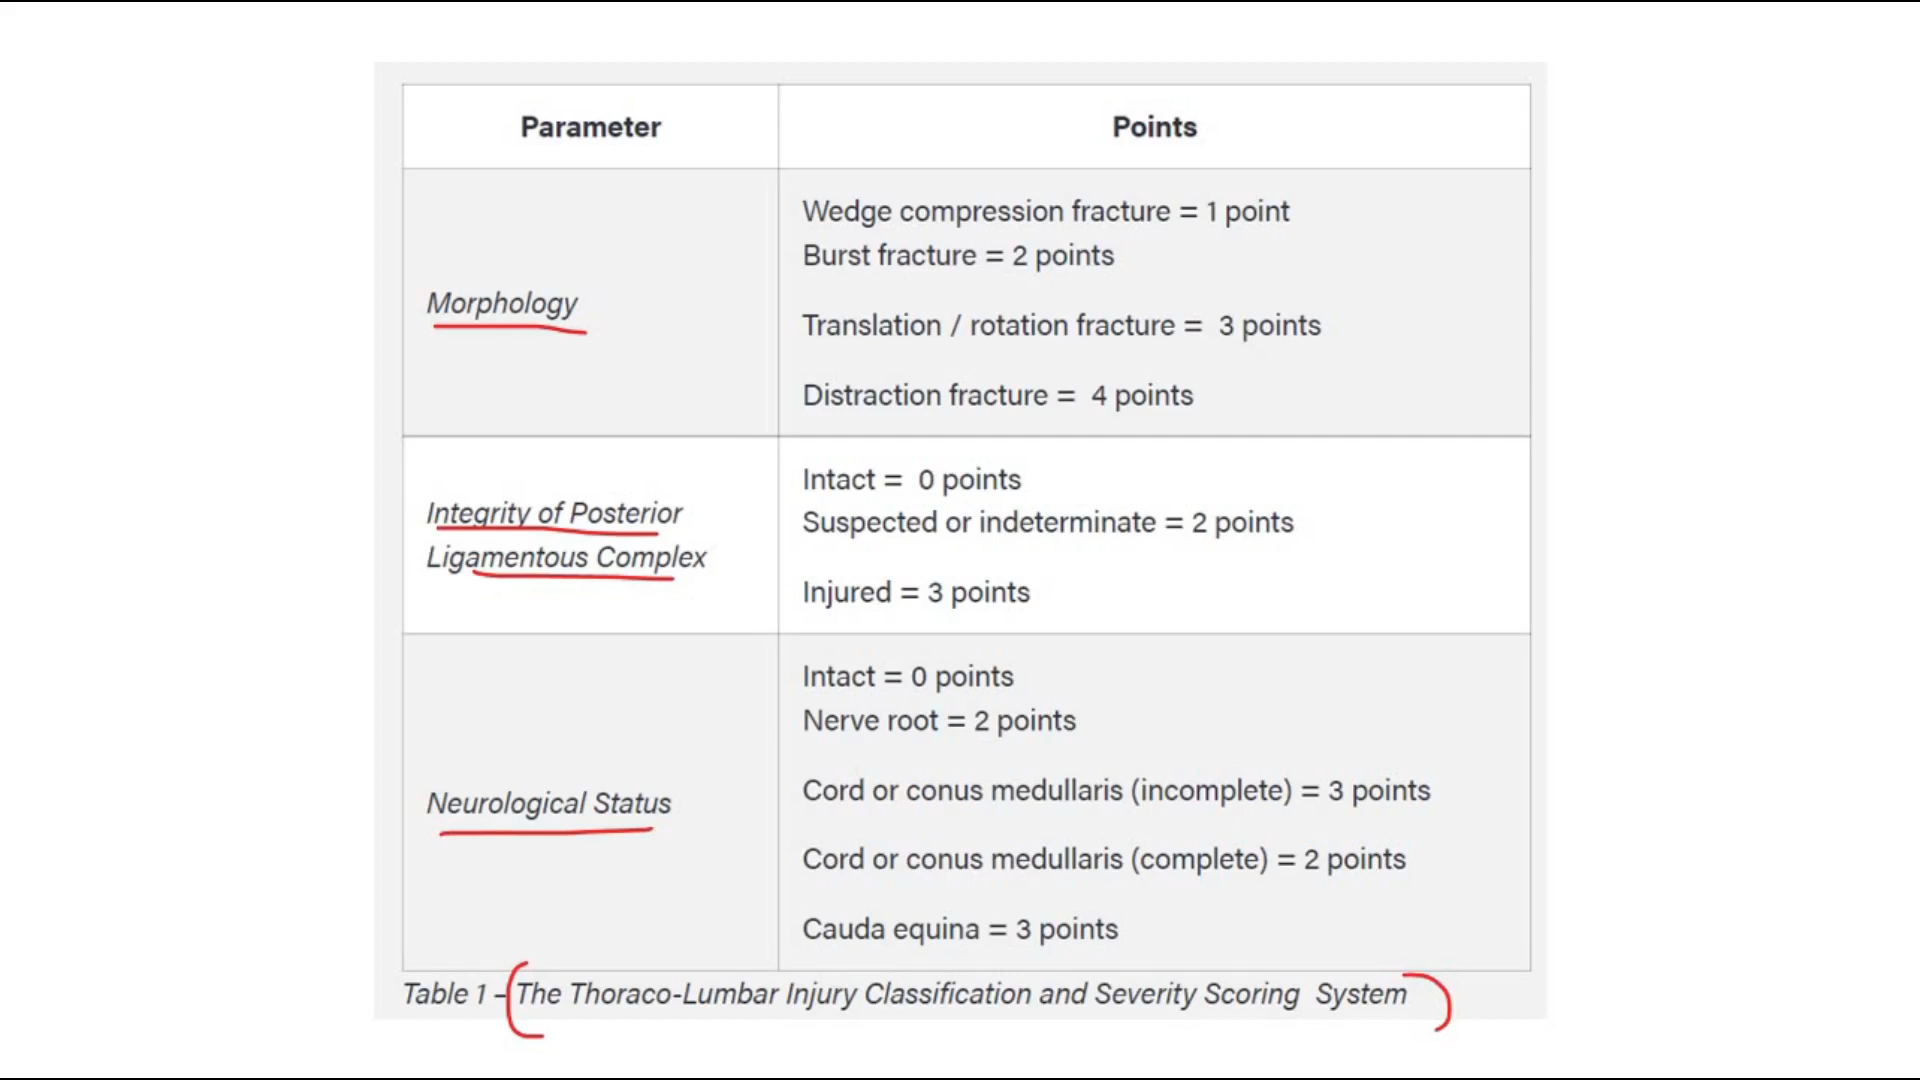 Parameter
Points
Morphology
Wedge compression fracture = 1 point
Burst fracture = 2 points
Translation / rotation fracture = 3 points
Distraction fracture = 4 points
Integrity of Posterior
Ligamentous Complex
Intact = 0 points
Suspected or indeterminate = 2 points
Injured = 3 points
Neurological Status
Intact = 0 points
Nerve root = 2 points
Cord or conus medullaris (incomplete) = 3 points
Cord or conus medullaris (complete) = 2 points
Cauda equina = 3 points
Table 1 – The Thoraco-Lumbar Injury Classification and Severity Scoring System